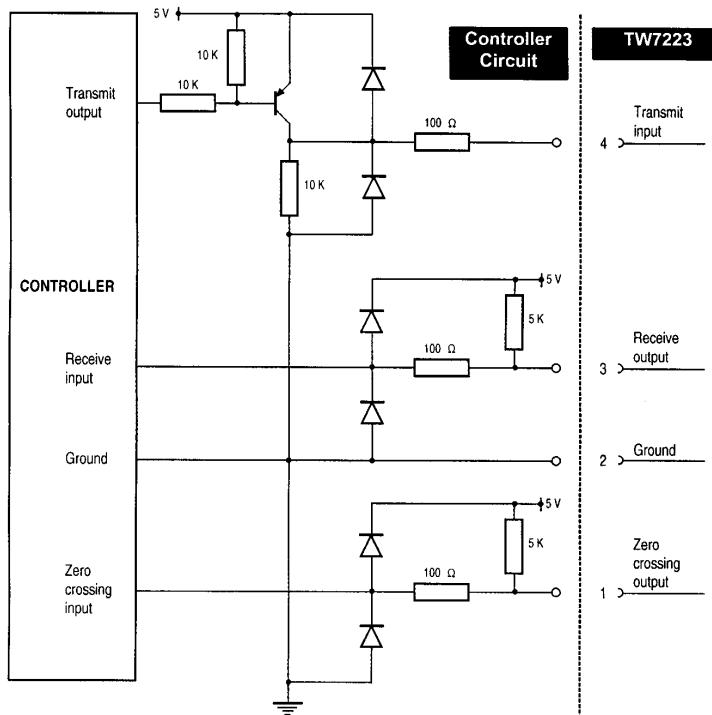 5 V
Controller
Circuit
TW7223
10 K
10 K
Transmit
output
100 Ω
Transmit
input
4
10 K
CONTROLLER
5 V
5 K
100 Ω
Receive
input
Receive
output
3
Ground
2
Ground
5 V
5 K
100 Ω
Zero
crossing
input
Zero
crossing
output
1